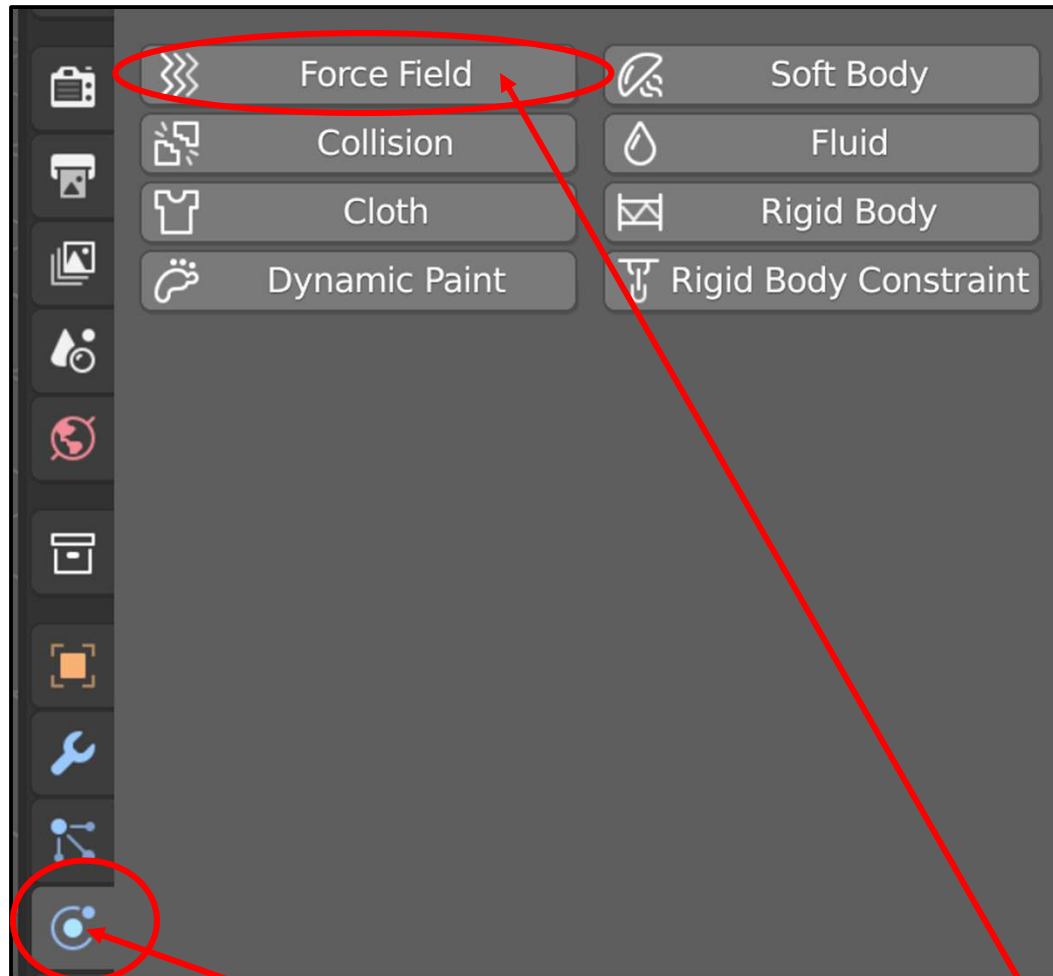 Force Field
Soft Body
Collision
Fluid
Cloth
Rigid Body
Dynamic Paint
Rigid Body Constraint